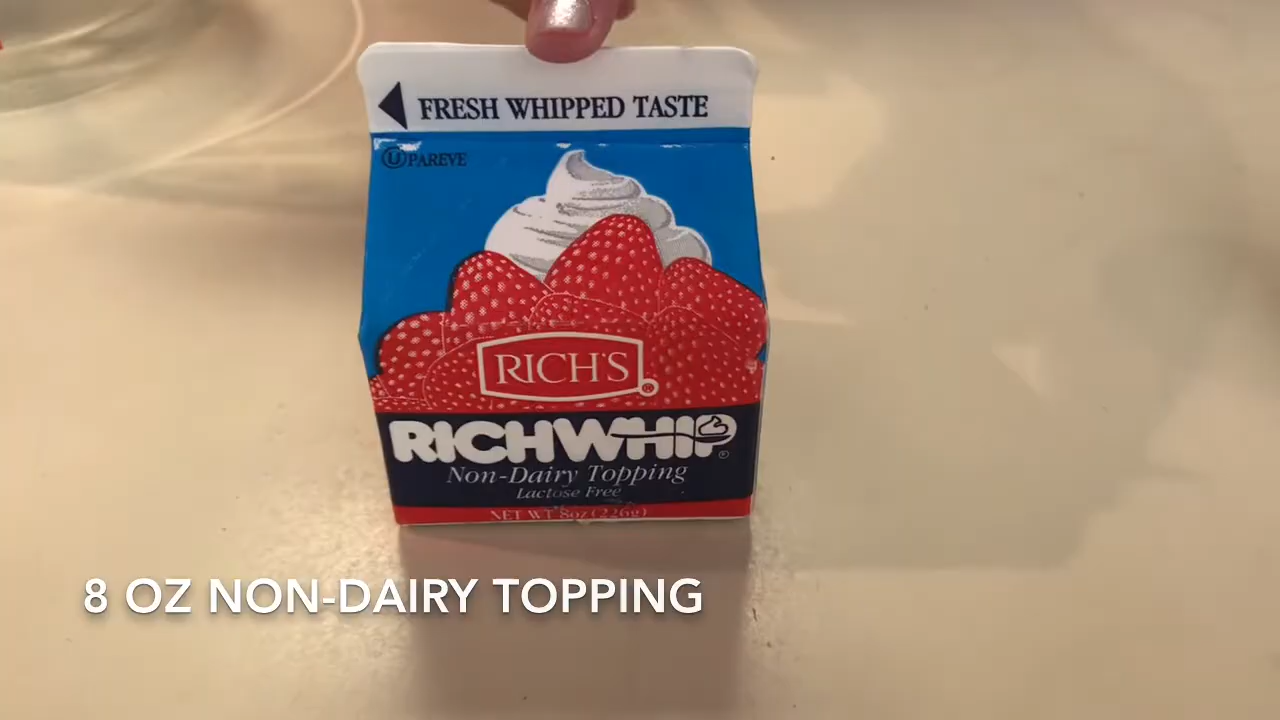 FRESH WHIPPED TASTE
U PAREVE
RICH'S ®
RICHWHIP ®
Non-Dairy Topping
Lactose Free
NET WT 8oz (226g)
8 OZ NON-DAIRY TOPPING